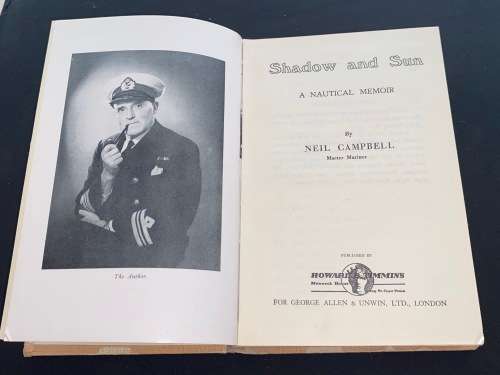 The Author.
Shadow and Sun
A NAUTICAL MEMOIR
By
NEIL CAMPBELL
Master Mariner
PUBLISHED BY
HOWARD B. TIMMINS
FOR GEORGE ALLEN & UNWIN, LTD., LONDON